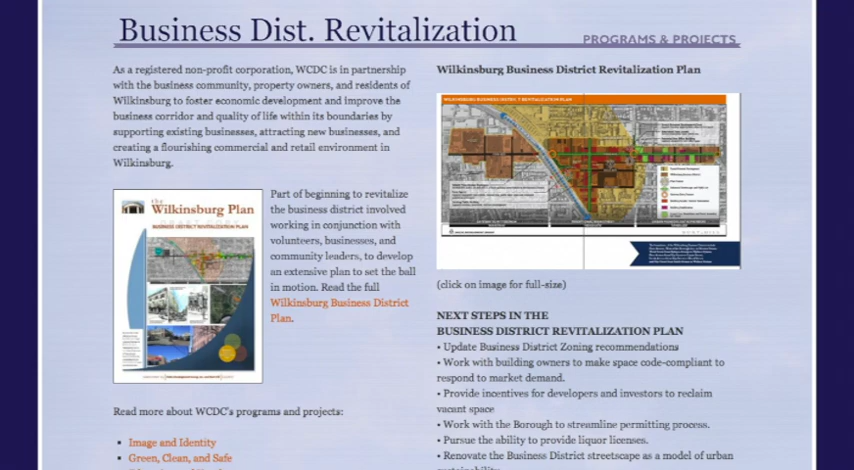 Business Dist. Revitalization
PROGRAMS & PROJECTS
As a registered non-profit corporation, WCDC is in partnership
with the business community, property owners, and residents of
Wilkinsburg to foster economic development and improve the
business corridor and quality of life within its boundaries by
supporting existing businesses, attracting new businesses, and
creating a flourishing commercial and retail environment in
Wilkinsburg.
the
Wilkinsburg Plan
BUSINESS DISTRICT REVITALIZATION PLAN
Part of beginning to revitalize
the business district involved
working in conjunction with
volunteers, businesses, and
community leaders, to develop
an extensive plan to set the ball
in motion. Read the full
Wilkinsburg Business District
Plan.
Read more about WCDC's programs and projects:
▪ Image and Identity
▪ Green, Clean, and Safe
Wilkinsburg Business District Revitalization Plan
WILKINSBURG BUSINESS DISTRICT REVITALIZATION PLAN
(click on image for full-size)
NEXT STEPS IN THE
BUSINESS DISTRICT REVITALIZATION PLAN
• Update Business District Zoning recommendations
• Work with building owners to make space code-compliant to
respond to market demand.
• Provide incentives for developers and investors to reclaim
vacant space
• Work with the Borough to streamline permitting process.
• Pursue the ability to provide liquor licenses.
• Renovate the Business District streetscape as a model of urban